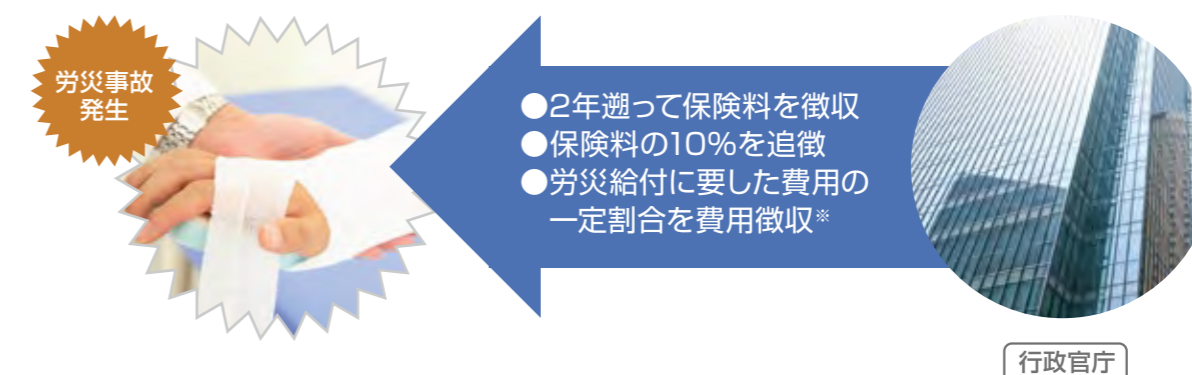 労災事故
発生
●2年遡って保険料を徴収
●保険料の10%を追徴
●労災給付に要した費用の
一定割合を費用徴収※
行政官庁